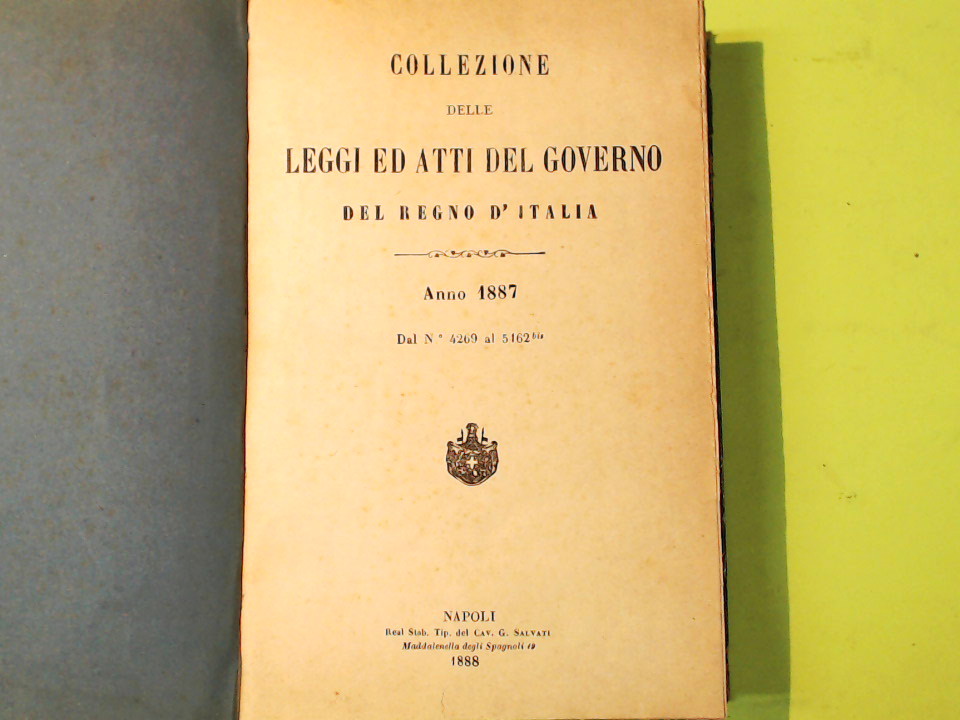 COLLEZIONE
DELLE
LEGGI ED ATTI DEL GOVERNO
DEL REGNO D'ITALIA
Anno 1887
Dal N° 4269 al 5162 bis
NAPOLI
Real Stab. Tip. del CAV. G. SALVATI
Maddalenella degli Spagnoli 19
1888